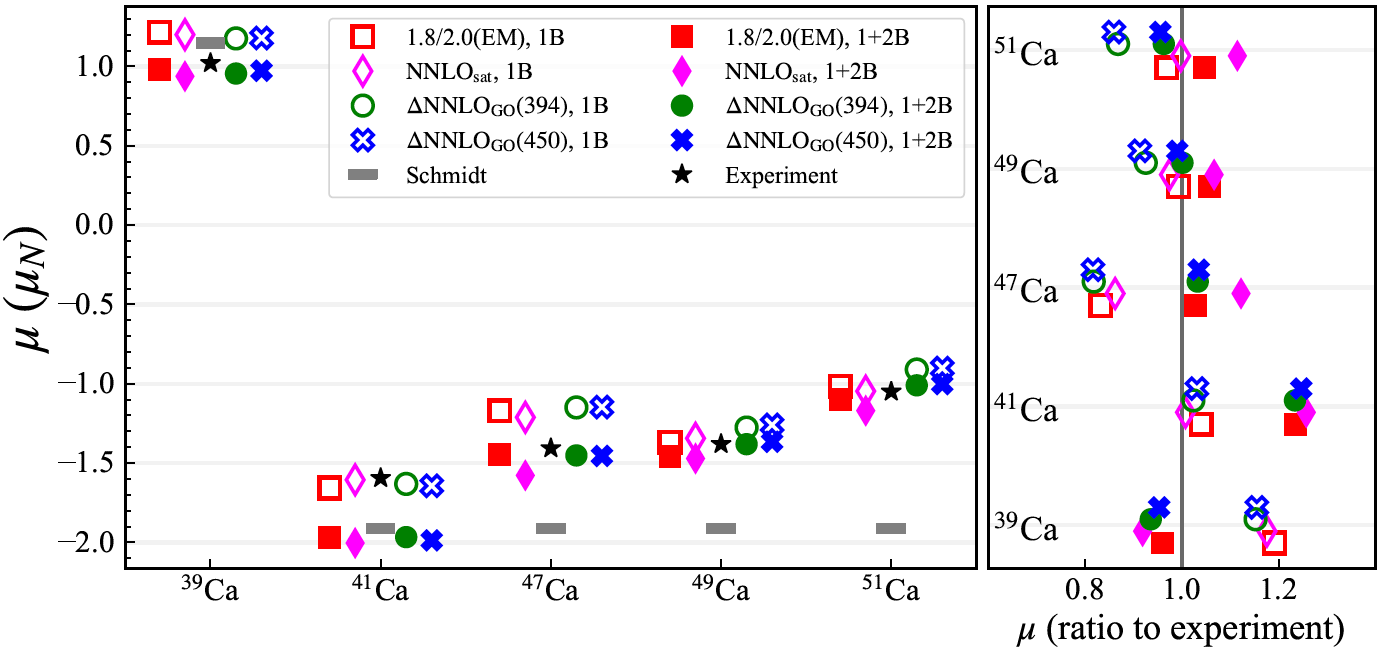 μ (μN)
1.0
0.5
0.0
−0.5
−1.0
−1.5
−2.0
1.8/2.0(EM), 1B
NNLOsat, 1B
ΔNNLOGO(394), 1B
ΔNNLOGO(450), 1B
Schmidt
1.8/2.0(EM), 1+2B
NNLOsat, 1+2B
ΔNNLOGO(394), 1+2B
ΔNNLOGO(450), 1+2B
Experiment
39Ca 41Ca 47Ca 49Ca 51Ca
51Ca
49Ca
47Ca
41Ca
39Ca
0.8 1.0 1.2
μ (ratio to experiment)